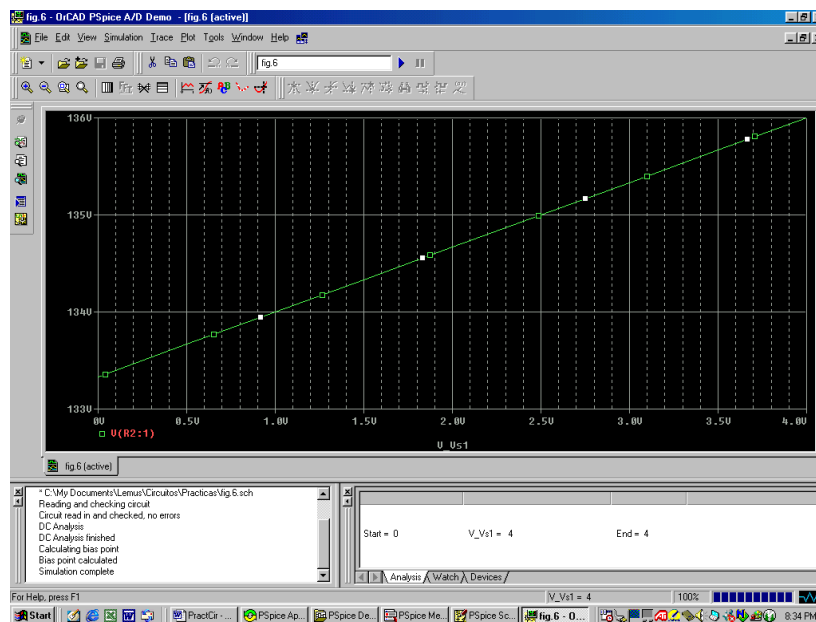 fig.6 - OrCAD PSpice A/D Demo - [fig.6 (active)]
File Edit View Simulation Trace Plot Tools Window Help
fig.6
136V
135V
134V
133V
0V 0.5V 1.0V 1.5V 2.0V 2.5V 3.0V 3.5V 4.0V
V(R2:1)
V_Vs1
fig.6 (active)
* C:\My Documents\Lemus\Circuitos\Practicas\fig.6.sch
Reading and checking circuit
Circuit read in and checked, no errors
DC Analysis
DC Analysis finished
Calculating bias point
Bias point calculated
Simulation complete
Start = 0 V_Vs1 = 4 End = 4
Analysis Watch Devices
For Help, press F1 V_Vs1 = 4 100%
Start PractCir - ... PSpice Ap... PSpice De... PSpice Me... PSpice Sc... fig.6 - O... 8:34 PM